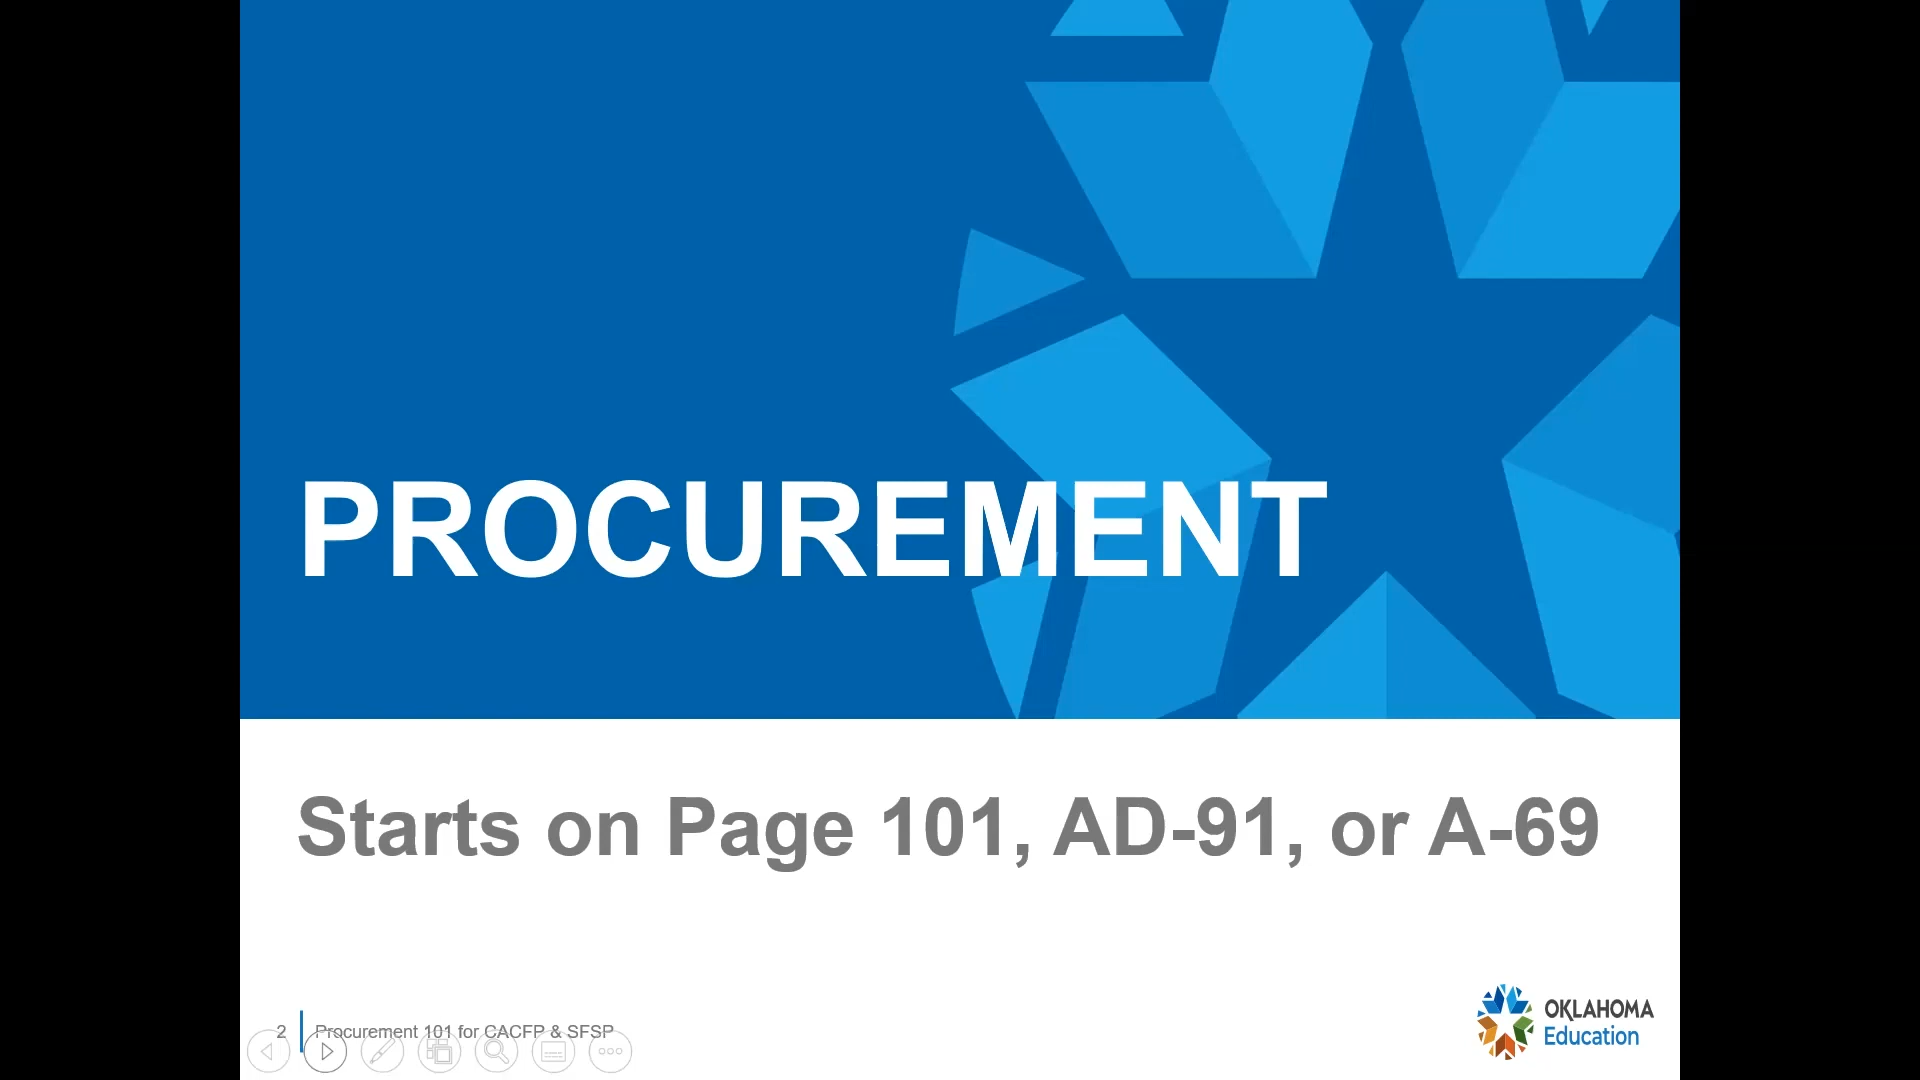 PROCUREMENT
Starts on Page 101, AD-91, or A-69
2
Procurement 101 for CACFP & SFSP
OKLAHOMA
Education